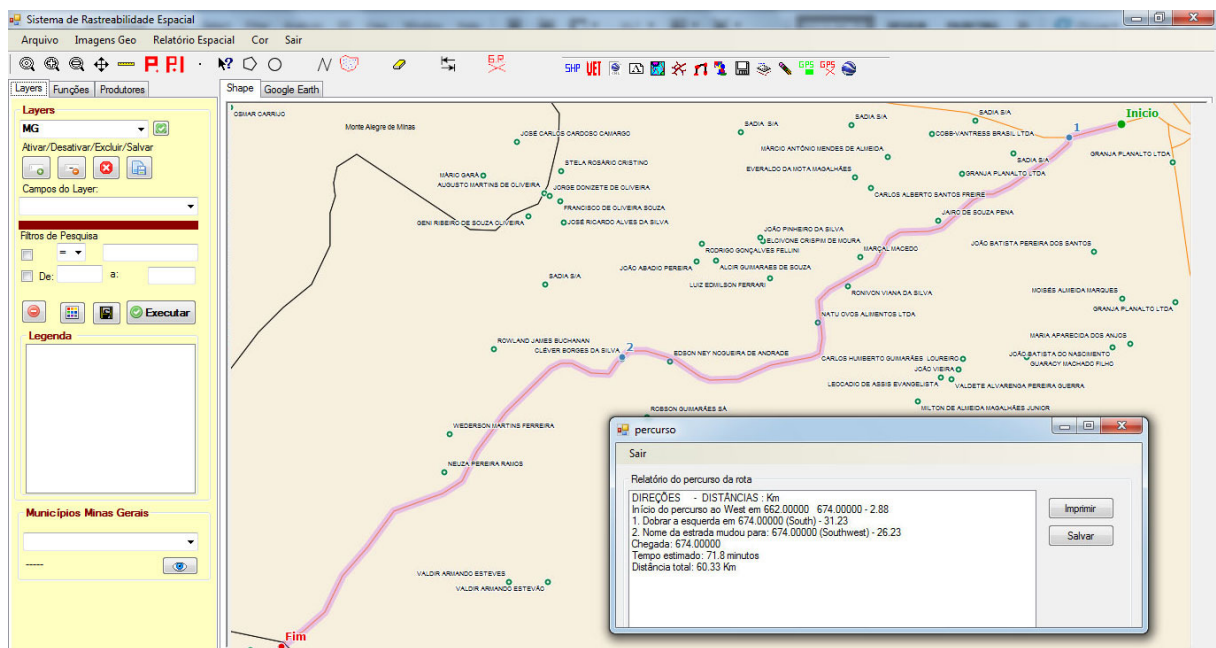 Sistema de Rastreabilidade Espacial
Arquivo Imagens Geo Relatório Espacial Cor Sair
SHP
GPS GPS
Layers Funções Produtores
Shape Google Earth
Layers
MG
Ativar/Desativar/Excluir/Salvar
Campos do Layer:
Filtros de Pesquisa
=
De: a:
Executar
Legenda
Municípios Minas Gerais
-----
OSMAR CARRIJO
Monte Alegre de Minas
JOSÉ CARLOS CARDOSO CAMARGO
SADIA S/A
SADIA S/A
SADIA S/A
Inicio
1
COBB-VANTRESS BRASIL LTDA
MÁRCIO ANTÔNIO MENDES DE ALMEIDA
GRANJA PLANALTO LTDA
STELA ROSÁRIO CRISTINO
SADIA S/A
EVERALDO DA MOTA MAGALHÃES
GRANJA PLANALTO LTDA
MÁRIO GARÁ
AUGUSTO MARTINS DE OLIVEIRA
JORGE DONIZETE DE OLIVEIRA
CARLOS ALBERTO SANTOS FREIRE
FRANCISCO DE OLIVEIRA SOUZA
JAIRO DE SOUZA PENA
GENI RIBEIRO DE SOUZA OLIVEIRA
JOSÉ RICARDO ALVES DA SILVA
JOÃO PINHEIRO DA SILVA
ELCIVONE CRISPIM DE MOURA
RODRIGO GONÇALVES FELLINI
MARÇAL MACEDO
JOÃO BATISTA PEREIRA DOS SANTOS
JOÃO ABADIO PEREIRA
ALCIR GUIMARAES DE SOUZA
SADIA S/A
LUIZ EDMILSON FERRARI
RONIVON VIANA DA SILVA
MOISÉS ALMEIDA MARQUES
GRANJA PLANALTO LTDA
NATU OVOS ALIMENTOS LTDA
MARIA APARECIDA DOS ANJOS
ROWLAND JAMES BUCHANAN
CLÉVER BORGES DA SILVA
2
EDSON NEY NOGUEIRA DE ANDRADE
CARLOS HUMBERTO GUIMARÃES LOUREIRO
JOÃO BATISTA DO NASCIMENTO
GUARACY MACHADO FILHO
JOÃO VIEIRA
LEOCADIO DE ASSIS EVANGELISTA
VALDETE ALVARENGA PEREIRA GUERRA
ROBSON GUIMARÃES SÁ
MILTON DE ALMEIDA MAGALHÃES JUNIOR
WEDERSON MARTINS FERREIRA
NEUZA PEREIRA RAMOS
VALDIR ARMANDO ESTEVES
VALDIR ARMANDO ESTEVÃO
Fim
percurso
Sair
Relatório do percurso da rota
DIREÇÕES - DISTÂNCIAS : Km
Início do percurso ao West em 662.00000 674.00000 - 2.88
1. Dobrar a esquerda em 674.00000 (South) - 31.23
2. Nome da estrada mudou para: 674.00000 (Southwest) - 26.23
Chegada: 674.00000
Tempo estimado: 71.8 minutos
Distância total: 60.33 Km
Imprimir
Salvar